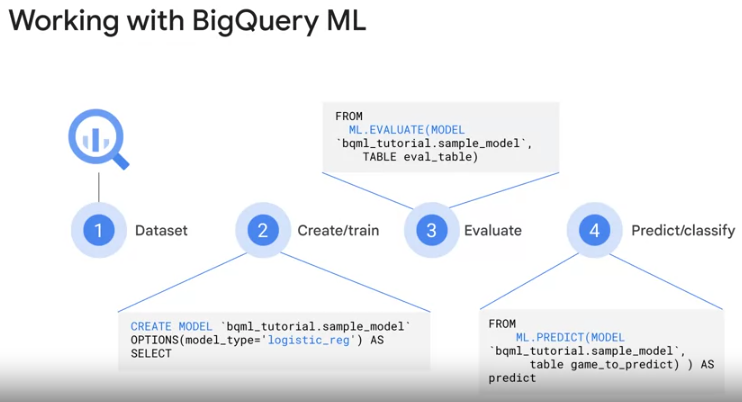 Working with BigQuery ML
FROM
ML.EVALUATE(MODEL
`bqml_tutorial.sample_model`,
TABLE eval_table)
1 Dataset
2 Create/train
3 Evaluate
4 Predict/classify
CREATE MODEL `bqml_tutorial.sample_model`
OPTIONS(model_type='logistic_reg') AS
SELECT
FROM
ML.PREDICT(MODEL
`bqml_tutorial.sample_model`,
table game_to_predict) ) AS
predict